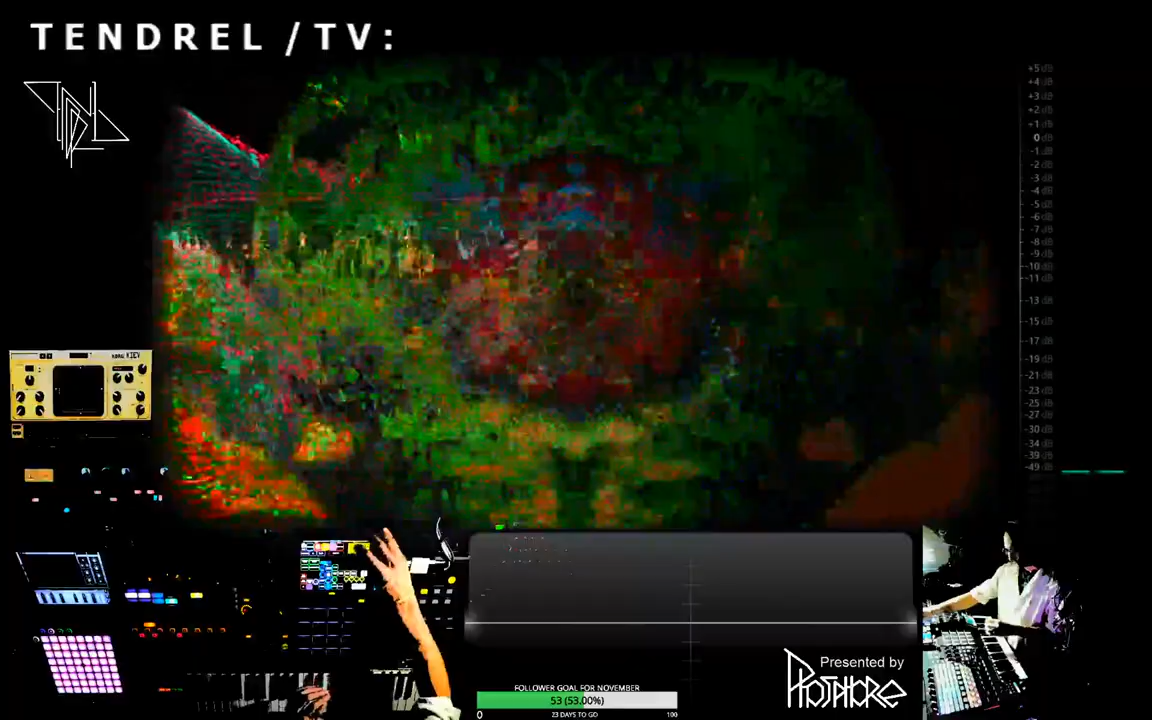 TENDREL /TV:
+5 dB
+4 dB
+3 dB
+2 dB
+1 dB
0 dB
-1 dB
-2 dB
-3 dB
-4 dB
-5 dB
-6 dB
-7 dB
-8 dB
-9 dB
-10 dB
-11 dB
-13 dB
-15 dB
-17 dB
-19 dB
-21 dB
-23 dB
-25 dB
-27 dB
-30 dB
-34 dB
-39 dB
-49 dB
Presented by
PHOSPHORE
FOLLOWER GOAL FOR NOVEMBER
53 (53.00%)
0
23 DAYS TO GO
100